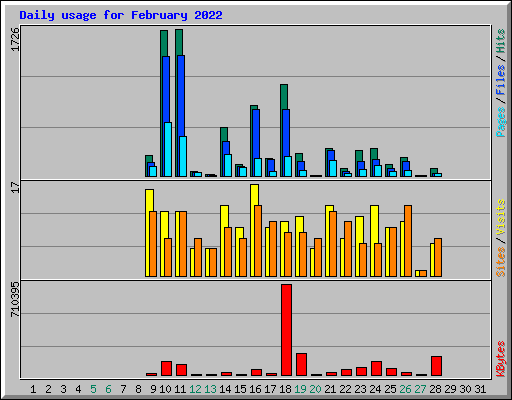 Daily usage for February 2022
1726
Pages / Files / Hits
17
Sites / Visits
710395
KBytes
1 2 3 4 5 6 7 8 9 10 11 12 13 14 15 16 17 18 19 20 21 22 23 24 25 26 27 28 29 30 31